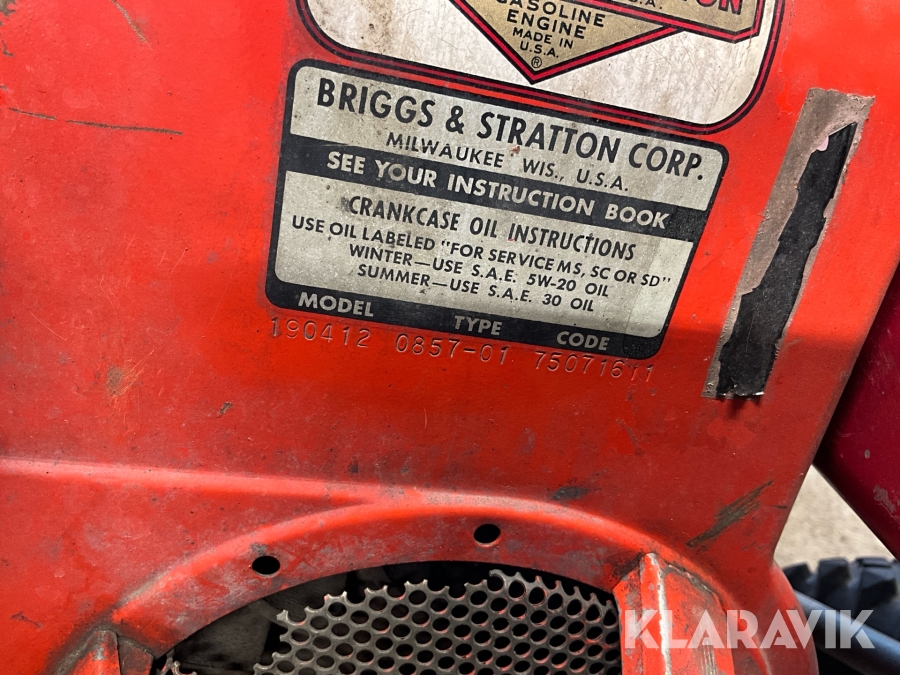 STRATTON
U.S.A.
GASOLINE
ENGINE
MADE IN
U.S.A.
®
BRIGGS & STRATTON CORP.
MILWAUKEE WIS., U.S.A.
SEE YOUR INSTRUCTION BOOK
CRANKCASE OIL INSTRUCTIONS
USE OIL LABELED "FOR SERVICE MS, SC OR SD"
WINTER—USE S.A.E. 5W-20 OIL
SUMMER—USE S.A.E. 30 OIL
MODEL TYPE CODE
190412 0857-01 75071611
KLARAVIK